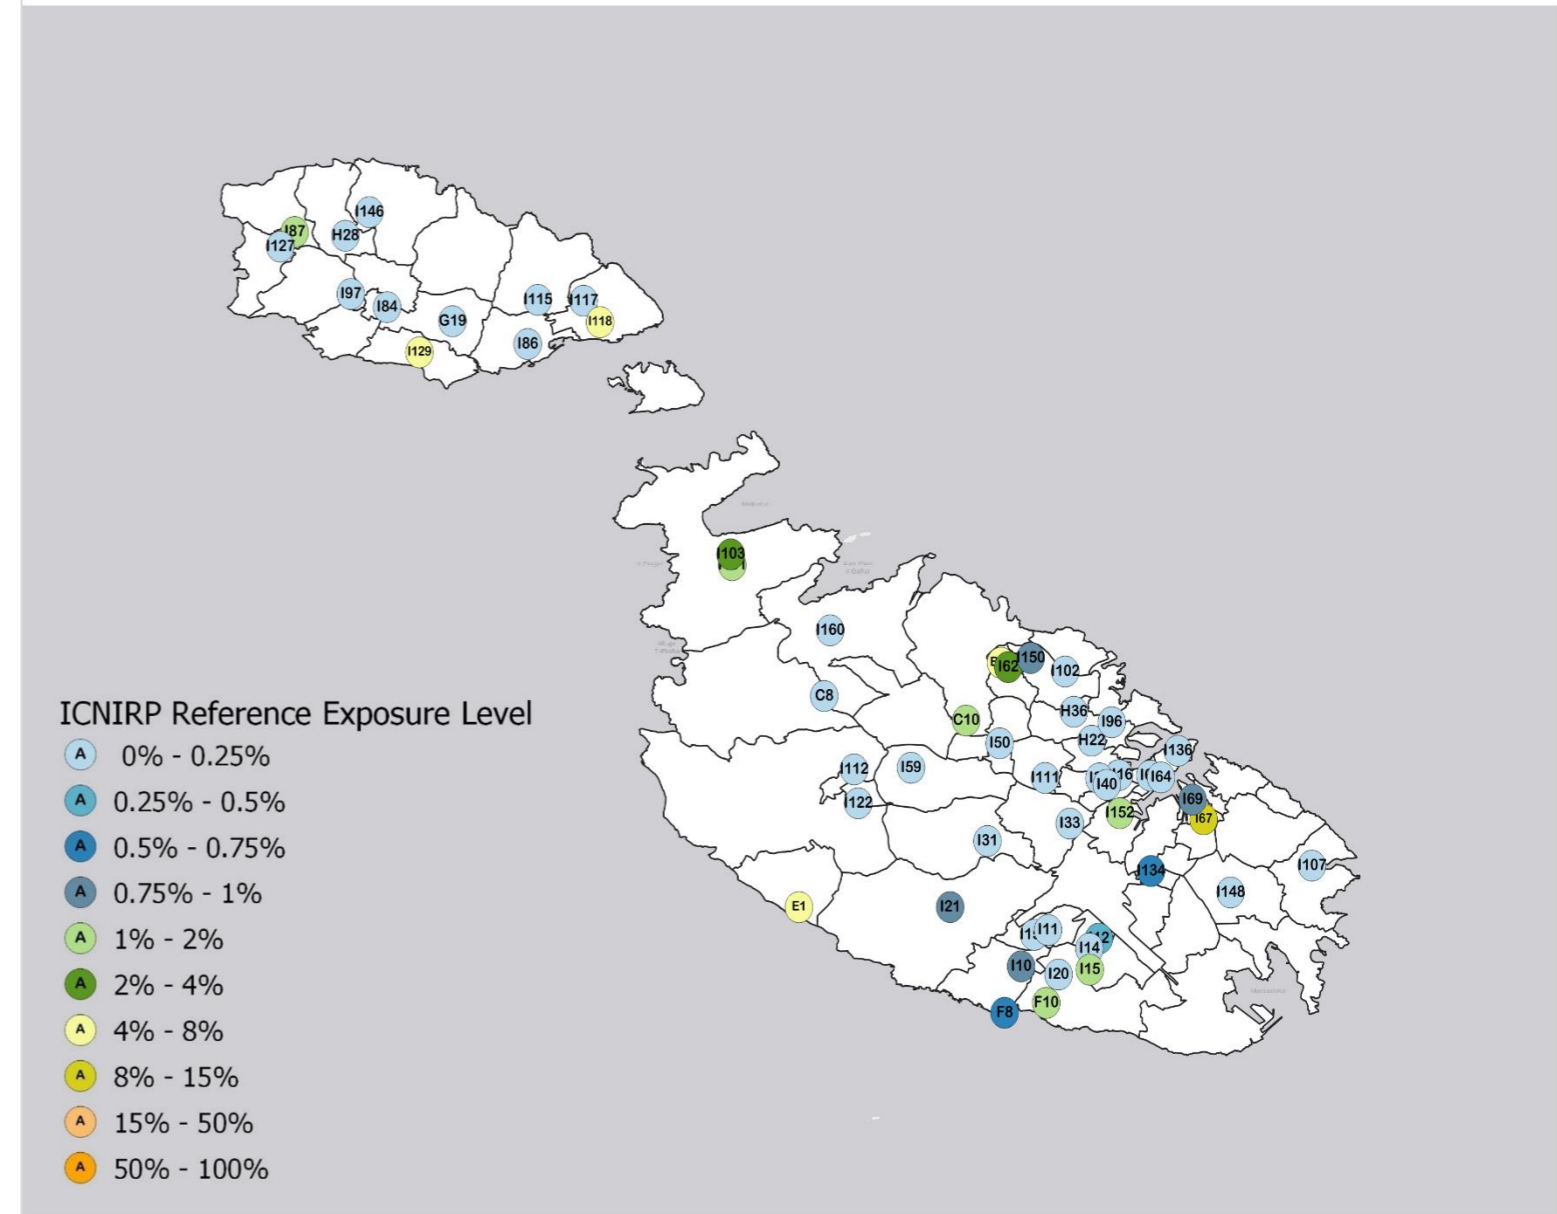 I146
I87
H28
I127
I97
I84
I115
I117
G19
I118
I86
I129
I103
I160
I150
I62
I102
C8
H36
C10
I96
H22
I50
I136
I112
I59
I111
I64
I40
I122
I69
I152
I67
I33
I31
I107
I134
I148
E1
I21
I11
I14
I10
I20
I15
F10
F8
ICNIRP Reference Exposure Level
A 0% - 0.25%
A 0.25% - 0.5%
A 0.5% - 0.75%
A 0.75% - 1%
A 1% - 2%
A 2% - 4%
A 4% - 8%
A 8% - 15%
A 15% - 50%
A 50% - 100%